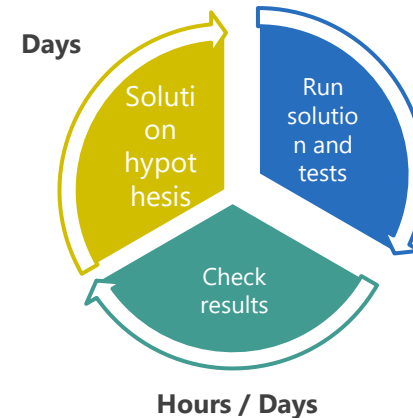 Days
Soluti
on
hypot
hesis
Run
solutio
n and
tests
Check
results
Hours / Days